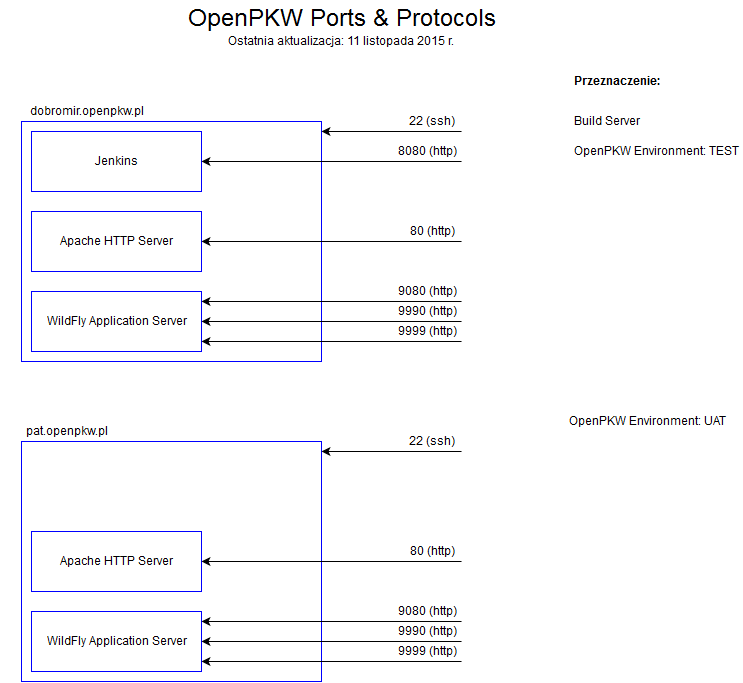 OpenPKW Ports & Protocols
Ostatnia aktualizacja: 11 listopada 2015 r.
Przeznaczenie:
dobromir.openpkw.pl
22 (ssh)
Build Server
Jenkins
8080 (http)
OpenPKW Environment: TEST
Apache HTTP Server
80 (http)
WildFly Application Server
9080 (http)
9990 (http)
9999 (http)
pat.openpkw.pl
22 (ssh)
OpenPKW Environment: UAT
Apache HTTP Server
80 (http)
WildFly Application Server
9080 (http)
9990 (http)
9999 (http)